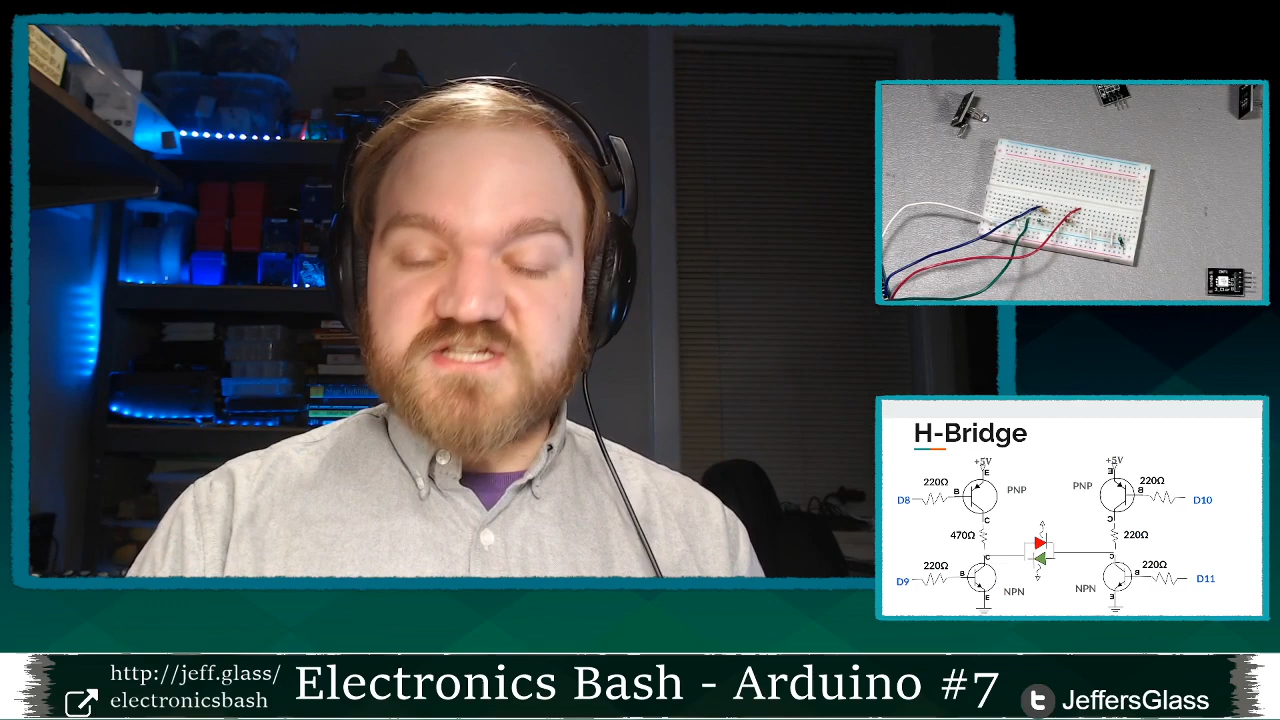 H-Bridge
+5V
+5V
E
E
220Ω
PNP
PNP
220Ω
D8
B
B
D10
C
C
470Ω
220Ω
C
C
220Ω
220Ω
D9
B
B
D11
NPN
NPN
E
E
http://jeff.glass/
electronicsbash
Electronics Bash - Arduino #7
JeffersGlass